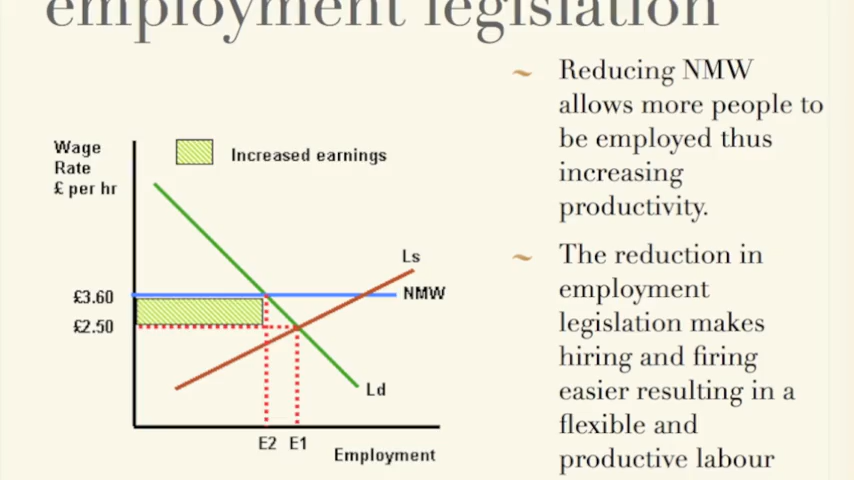 employment legislation
Wage
Rate
£ per hr
Increased earnings
Ls
£3.60
NMW
£2.50
Ld
E2 E1
Employment
~ Reducing NMW
allows more people to
be employed thus
increasing
productivity.
~ The reduction in
employment
legislation makes
hiring and firing
easier resulting in a
flexible and
productive labour